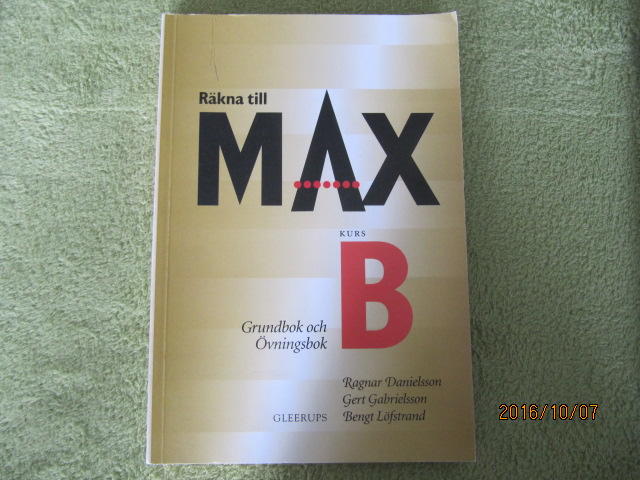 Räkna till
MAX
KURS
B
Grundbok och
Övningsbok
Ragnar Danielsson
Gert Gabrielsson
Bengt Löfstrand
GLEERUPS
2016/10/07